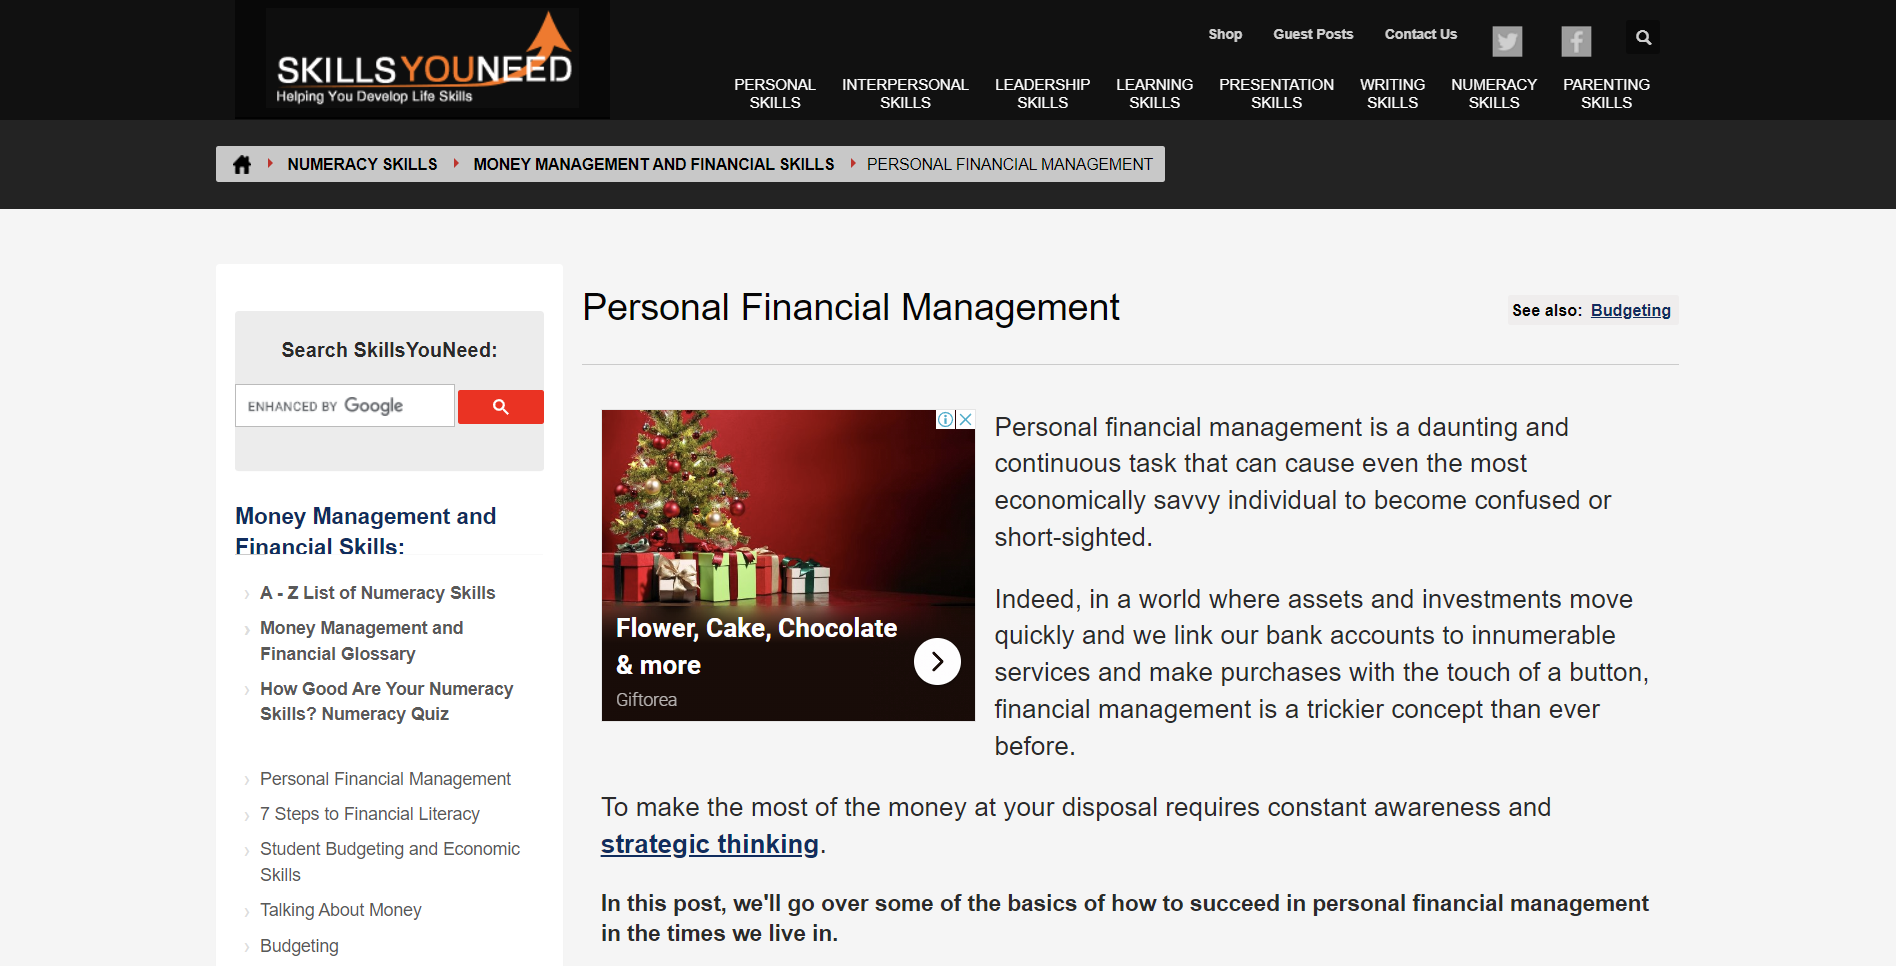 SKILLSYOUNEED
Helping You Develop Life Skills
Shop
Guest Posts
Contact Us
PERSONAL
SKILLS
INTERPERSONAL
SKILLS
LEADERSHIP
SKILLS
LEARNING
SKILLS
PRESENTATION
SKILLS
WRITING
SKILLS
NUMERACY
SKILLS
PARENTING
SKILLS
NUMERACY SKILLS
MONEY MANAGEMENT AND FINANCIAL SKILLS
PERSONAL FINANCIAL MANAGEMENT
Search SkillsYouNeed:
ENHANCED BY Google
Money Management and
Financial Skills:
A - Z List of Numeracy Skills
Money Management and
Financial Glossary
How Good Are Your Numeracy
Skills? Numeracy Quiz
Personal Financial Management
7 Steps to Financial Literacy
Student Budgeting and Economic
Skills
Talking About Money
Budgeting
Personal Financial Management
See also: Budgeting
Flower, Cake, Chocolate
& more
Giftorea
Personal financial management is a daunting and
continuous task that can cause even the most
economically savvy individual to become confused or
short-sighted.
Indeed, in a world where assets and investments move
quickly and we link our bank accounts to innumerable
services and make purchases with the touch of a button,
financial management is a trickier concept than ever
before.
To make the most of the money at your disposal requires constant awareness and
strategic thinking.
In this post, we'll go over some of the basics of how to succeed in personal financial management
in the times we live in.